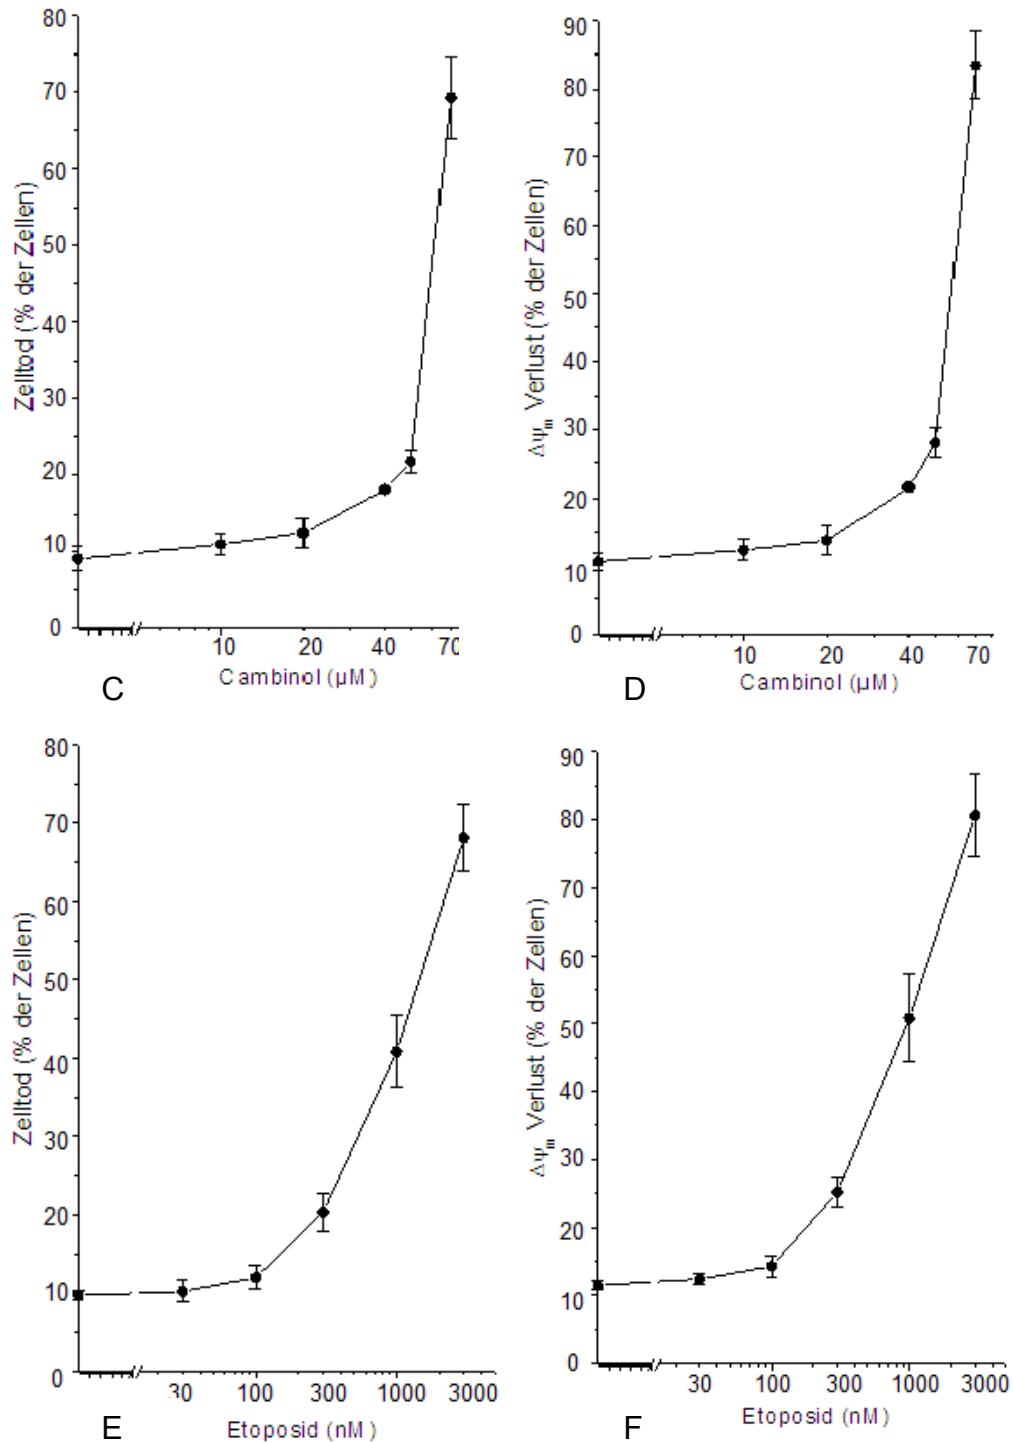 80
70
60
50
40
30
20
10
0
Zelltod (% der Zellen)
10 20 40 70
Cambinol (µM)
C
90
80
70
60
50
40
30
20
10
0
Δψm Verlust (% der Zellen)
10 20 40 70
Cambinol (µM)
D
80
70
60
50
40
30
20
10
0
Zelltod (% der Zellen)
30 100 300 1000 3000
Etoposid (nM)
E
90
80
70
60
50
40
30
20
10
0
Δψm Verlust (% der Zellen)
30 100 300 1000 3000
Etoposid (nM)
F